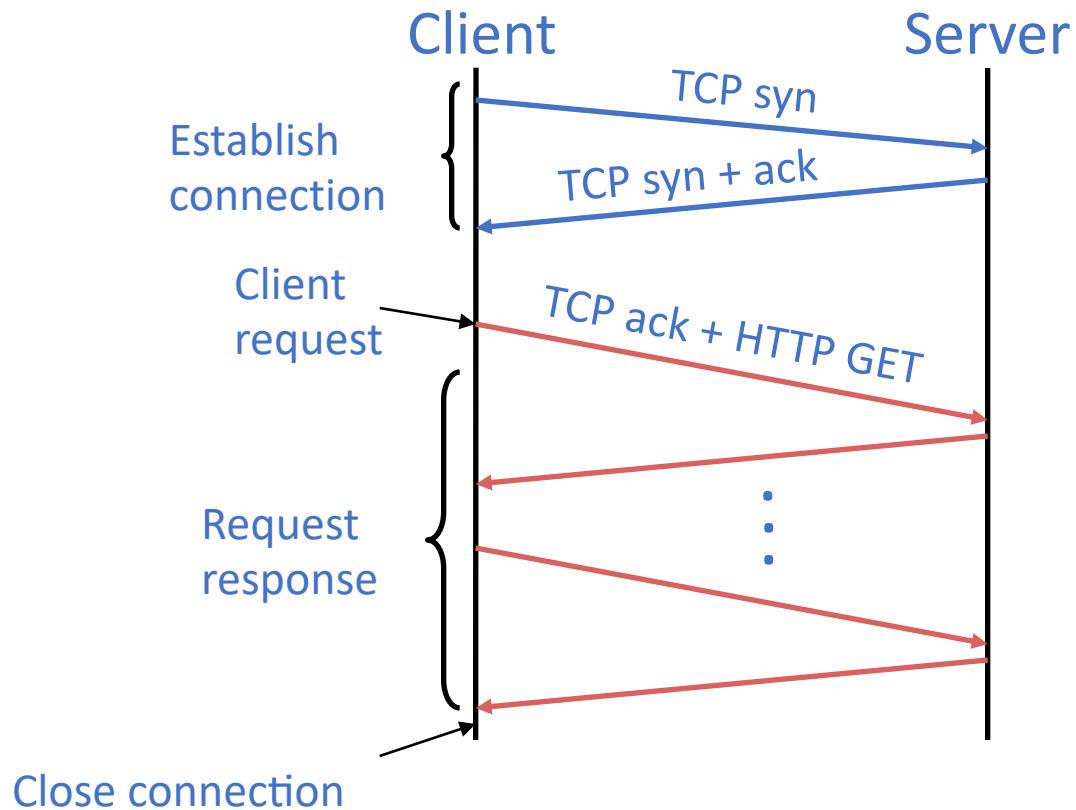 Client
Server
TCP syn
Establish
connection
TCP syn + ack
Client
request
TCP ack + HTTP GET
Request
response
Close connection